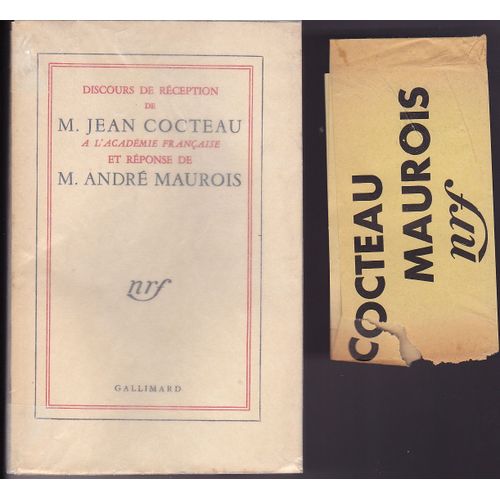 DISCOURS DE RÉCEPTION
DE
M. JEAN COCTEAU
A L'ACADÉMIE FRANÇAISE
ET RÉPONSE DE
M. ANDRÉ MAUROIS
nrf
GALLIMARD
COCTEAU
MAUROIS
nrf